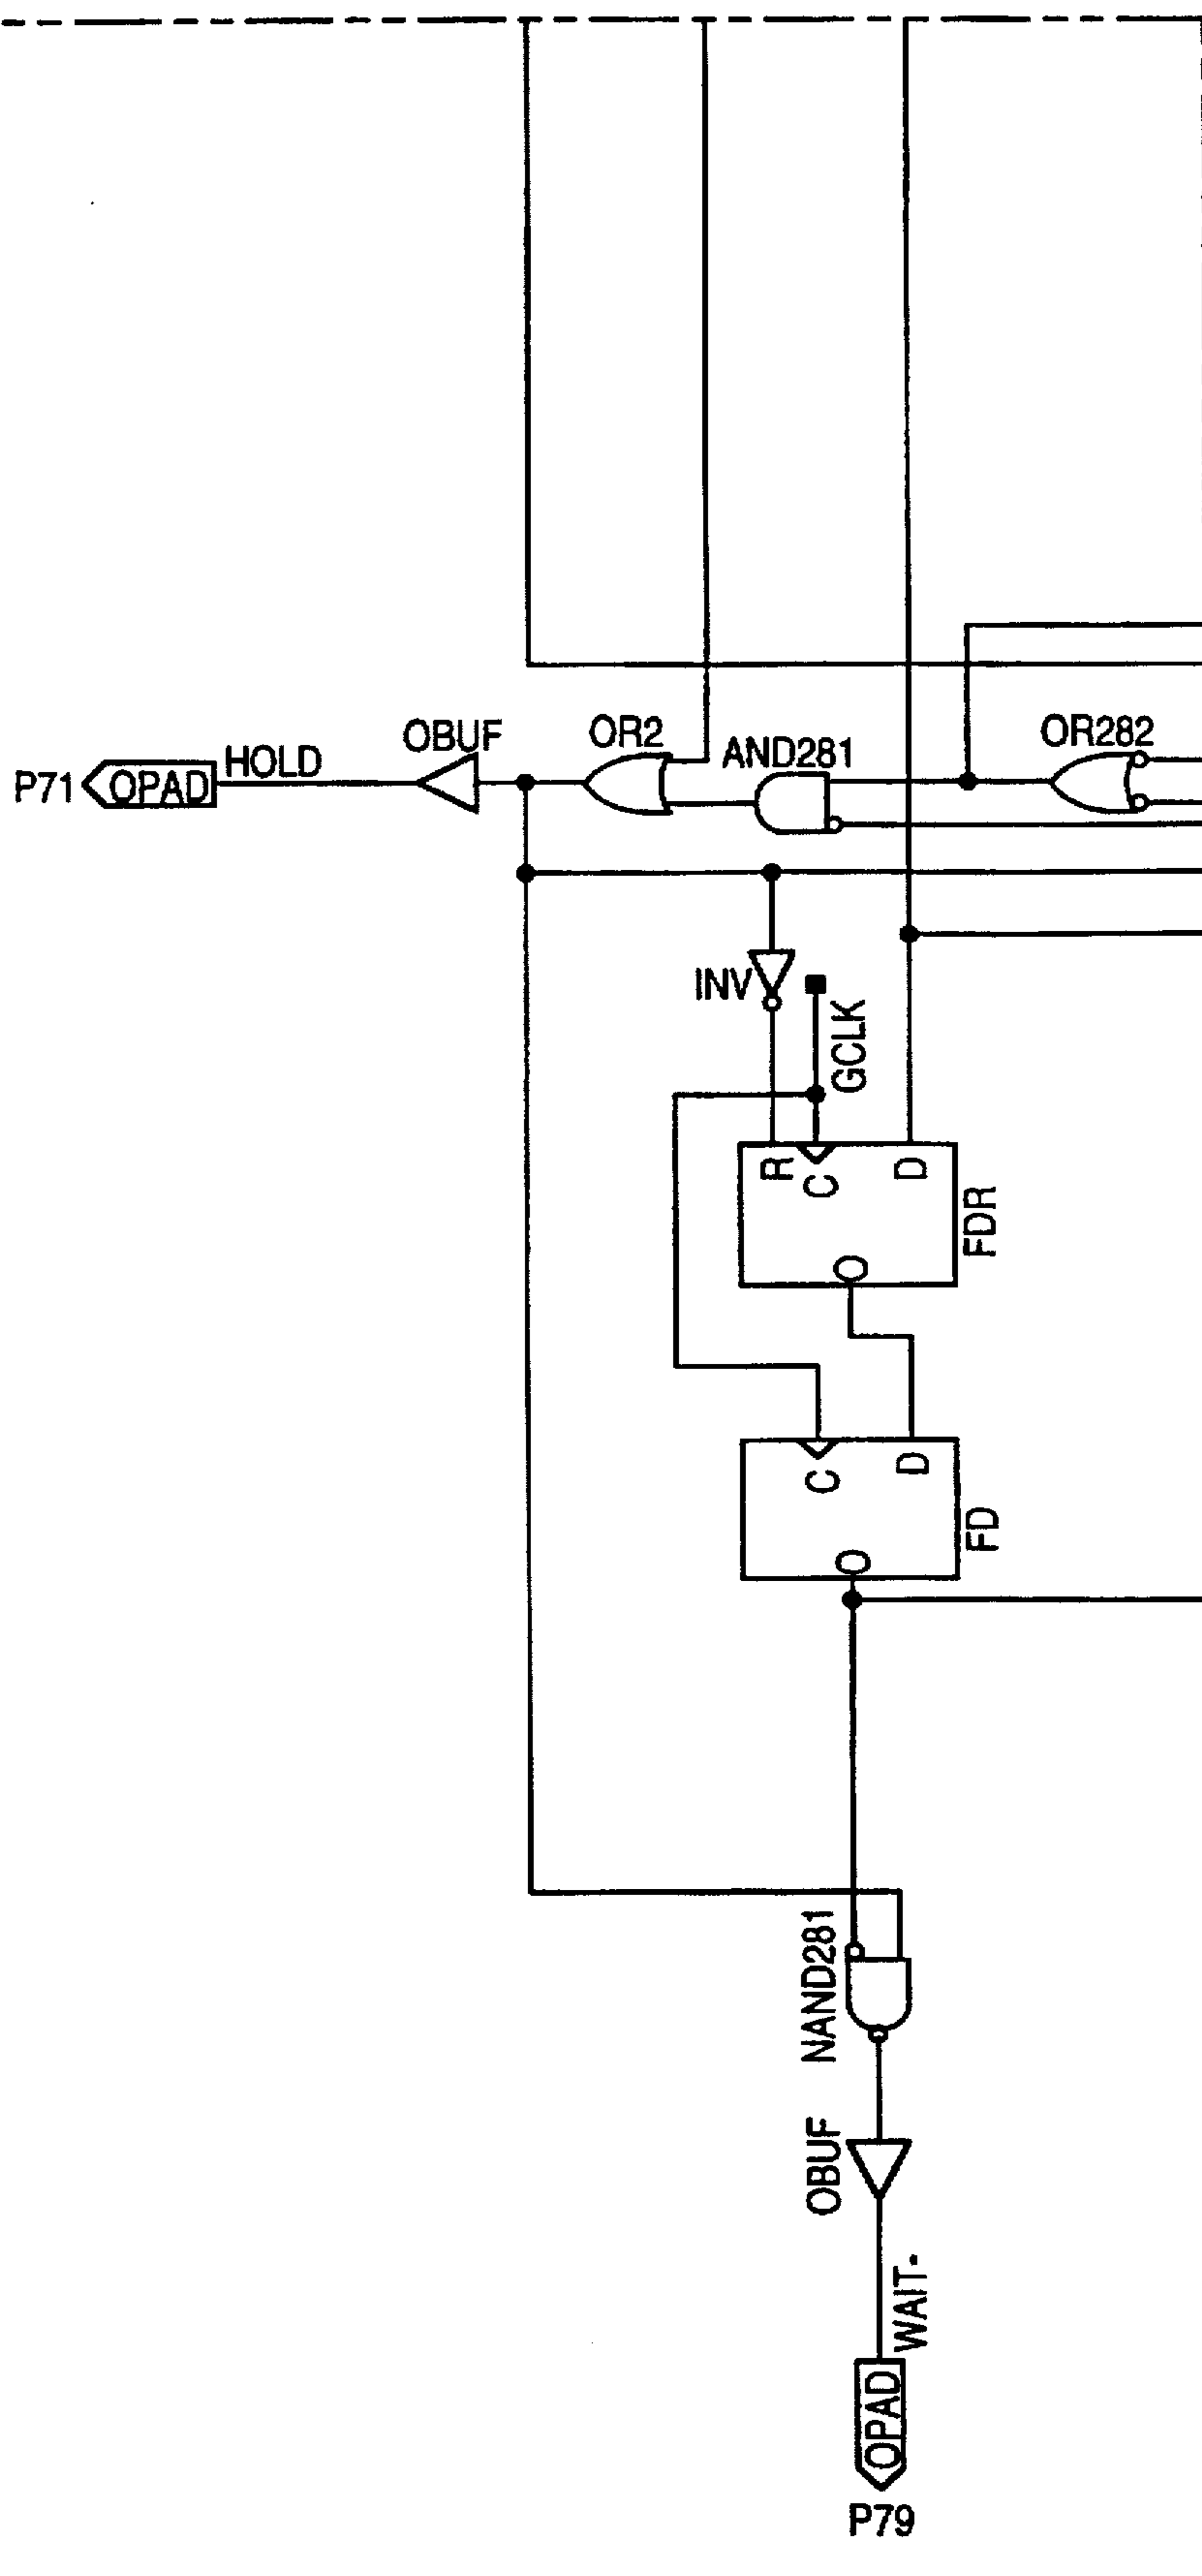 OBUF
OR2
OR282
AND281
P71
OPAD
HOLD
INV
GCLK
R
C
D
FDR
Q
C
D
FD
Q
NAND281
OBUF
WAIT-
OPAD
P79